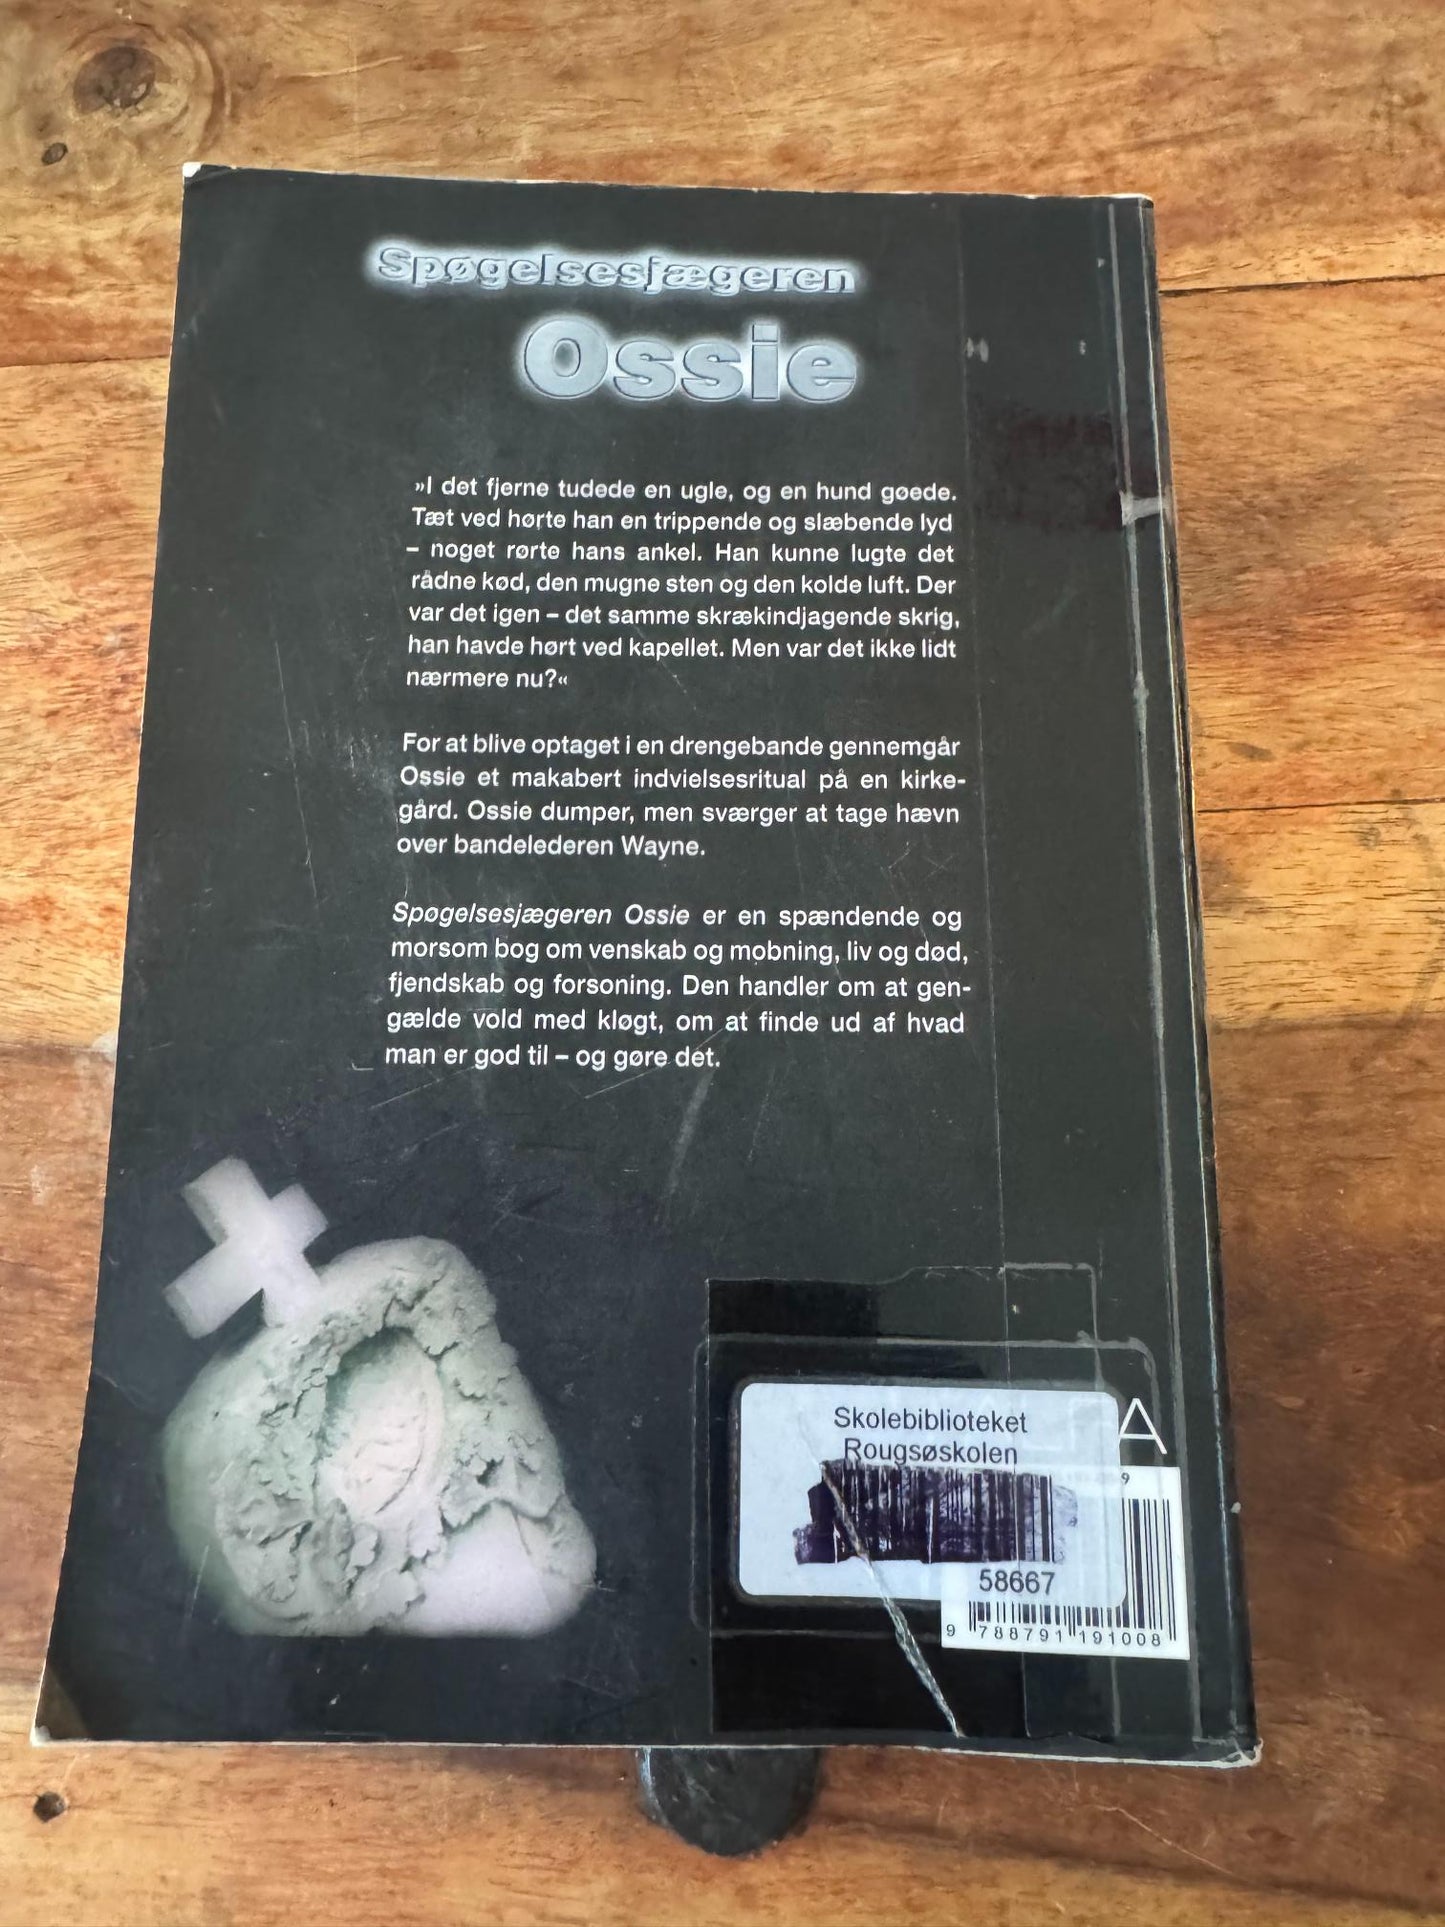 Spøgelsesjægeren
Ossie
»I det fjerne tudede en ugle, og en hund gøede.
Tæt ved hørte han en trippende og slæbende lyd
– noget rørte hans ankel. Han kunne lugte det
rådne kød, den mugne sten og den kolde luft. Der
var det igen – det samme skrækindjagende skrig,
han havde hørt ved kapellet. Men var det ikke lidt
nærmere nu?«
For at blive optaget i en drengebande gennemgår
Ossie et makabert indvielsesritual på en kirke-
gård. Ossie dumper, men sværger at tage hævn
over bandelederen Wayne.
Spøgelsesjægeren Ossie er en spændende og
morsom bog om venskab og mobning, liv og død,
fjendskab og forsoning. Den handler om at gen-
gælde vold med kløgt, om at finde ud af hvad
man er god til – og gøre det.
Skolebiblioteket
Rougsøskolen
58667
9 788791 191008